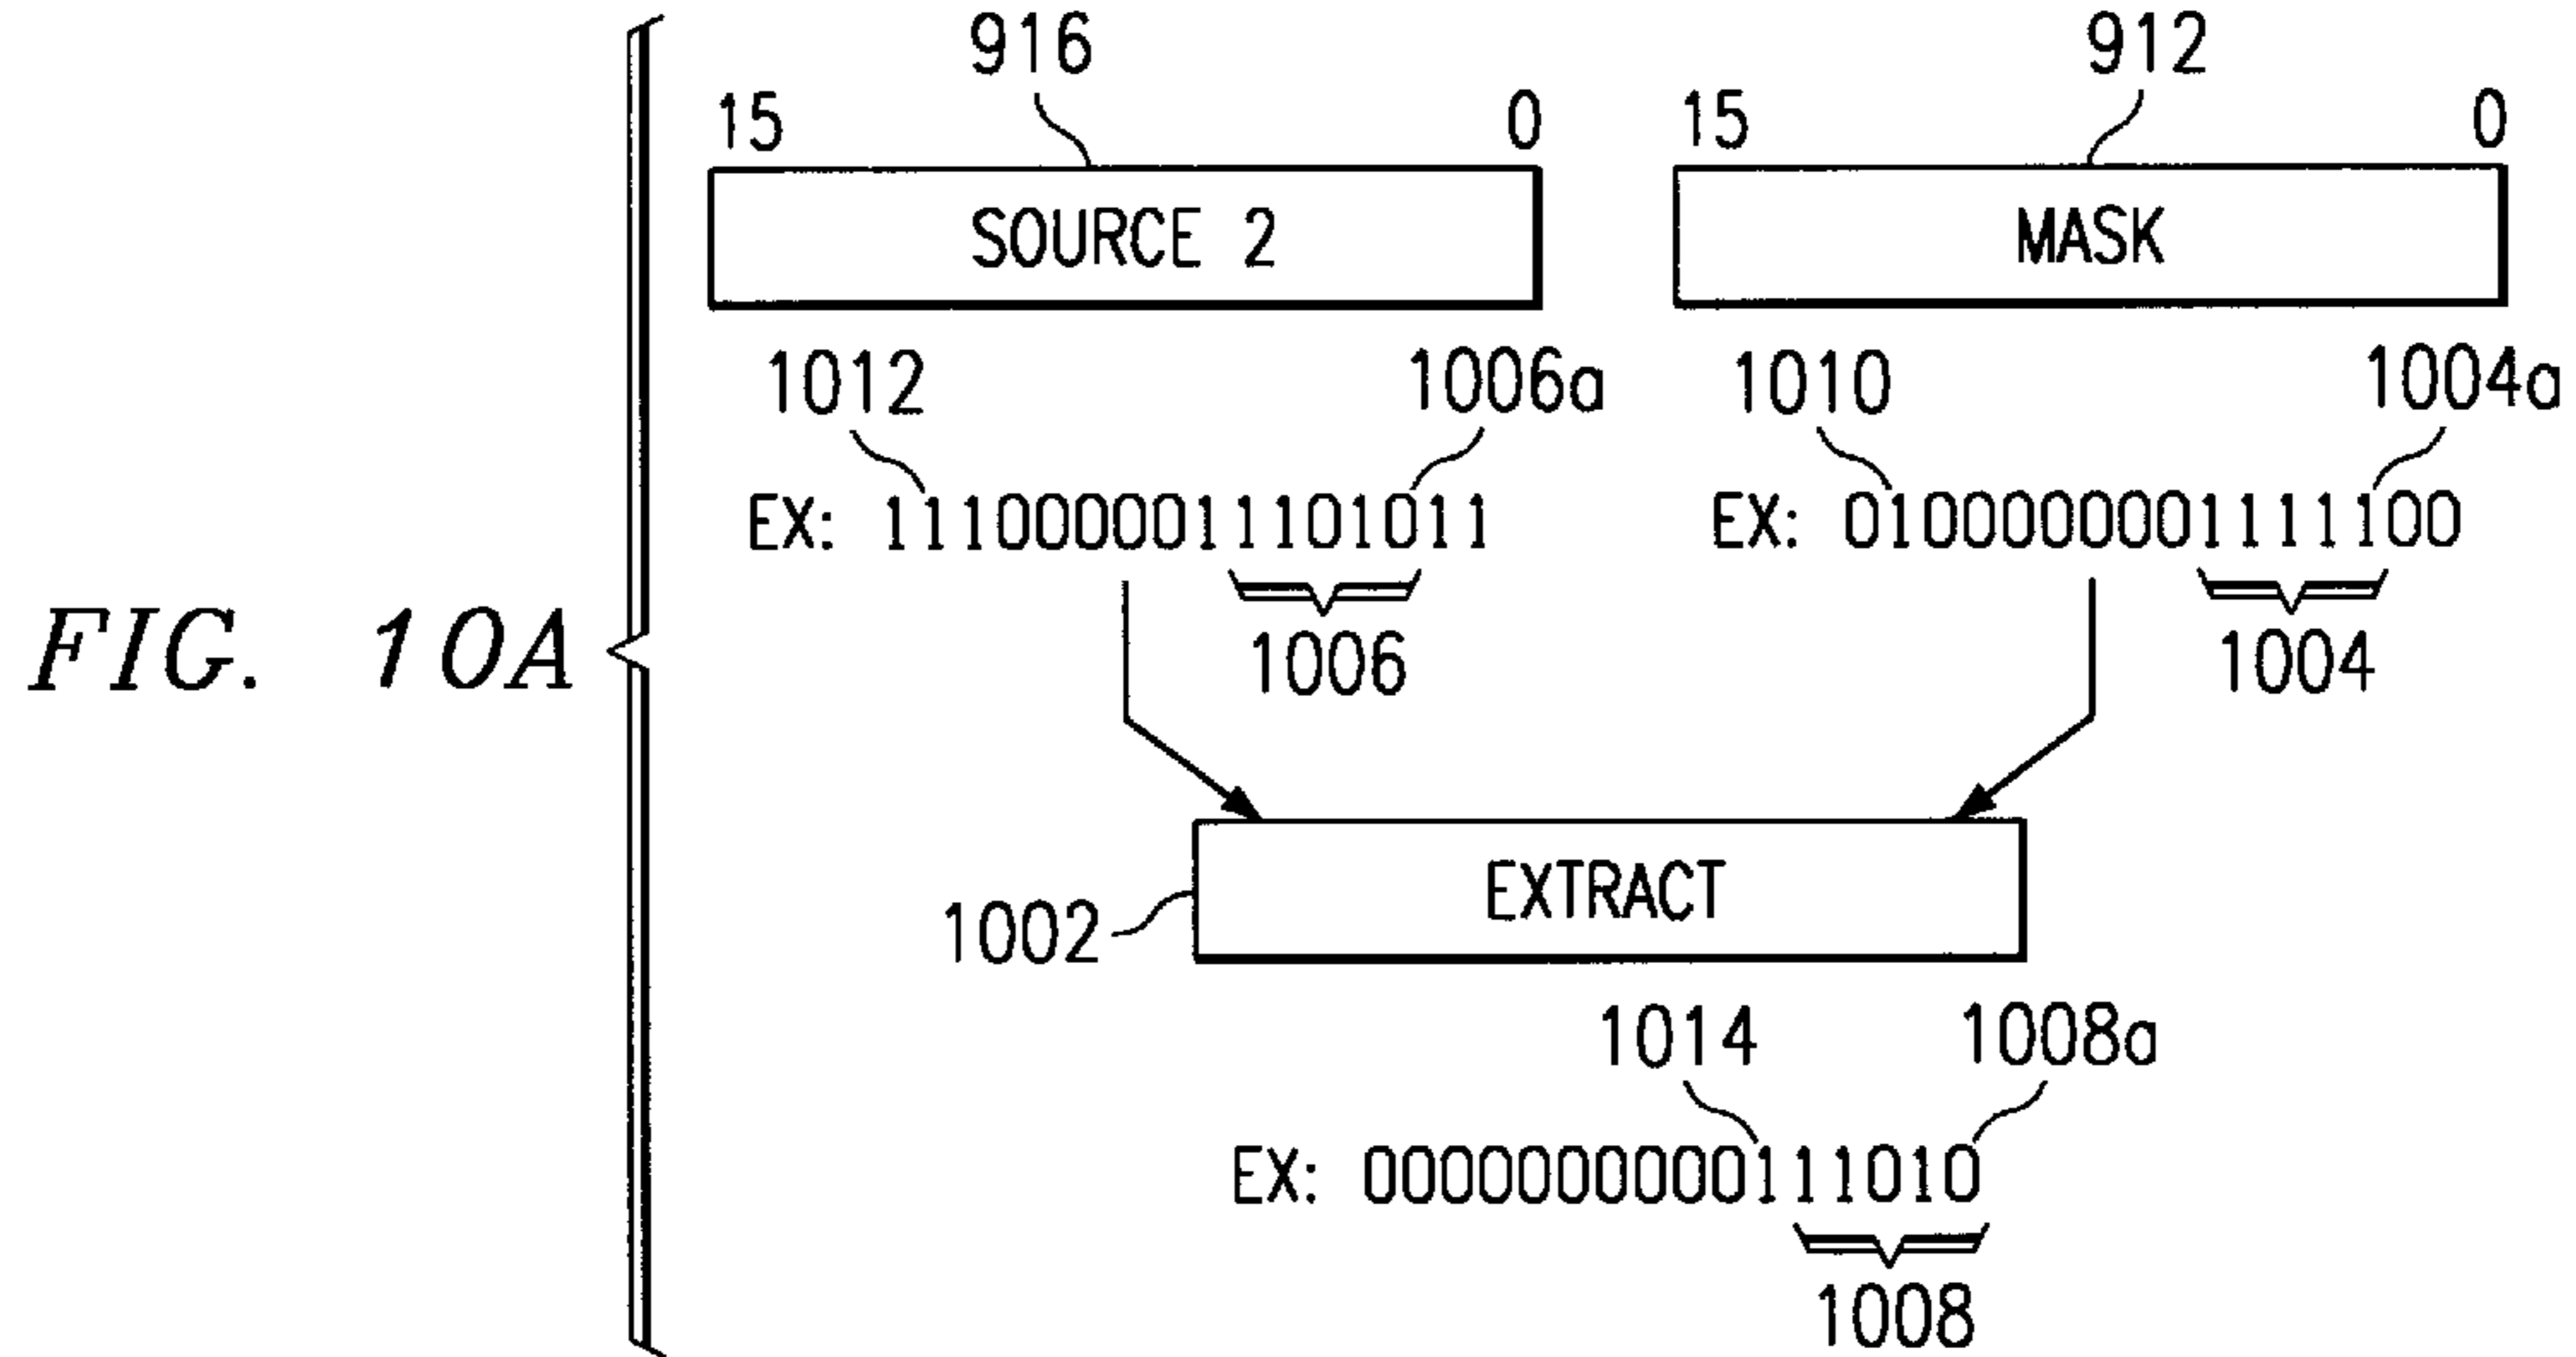 916 912
15 0 15 0
SOURCE 2 MASK
1012 1006a 1010 1004a
EX: 1110000011101011 EX: 0100000001111100
1006 1004
FIG. 10A
EXTRACT
1002
1014 1008a
EX: 0000000000111010
1008